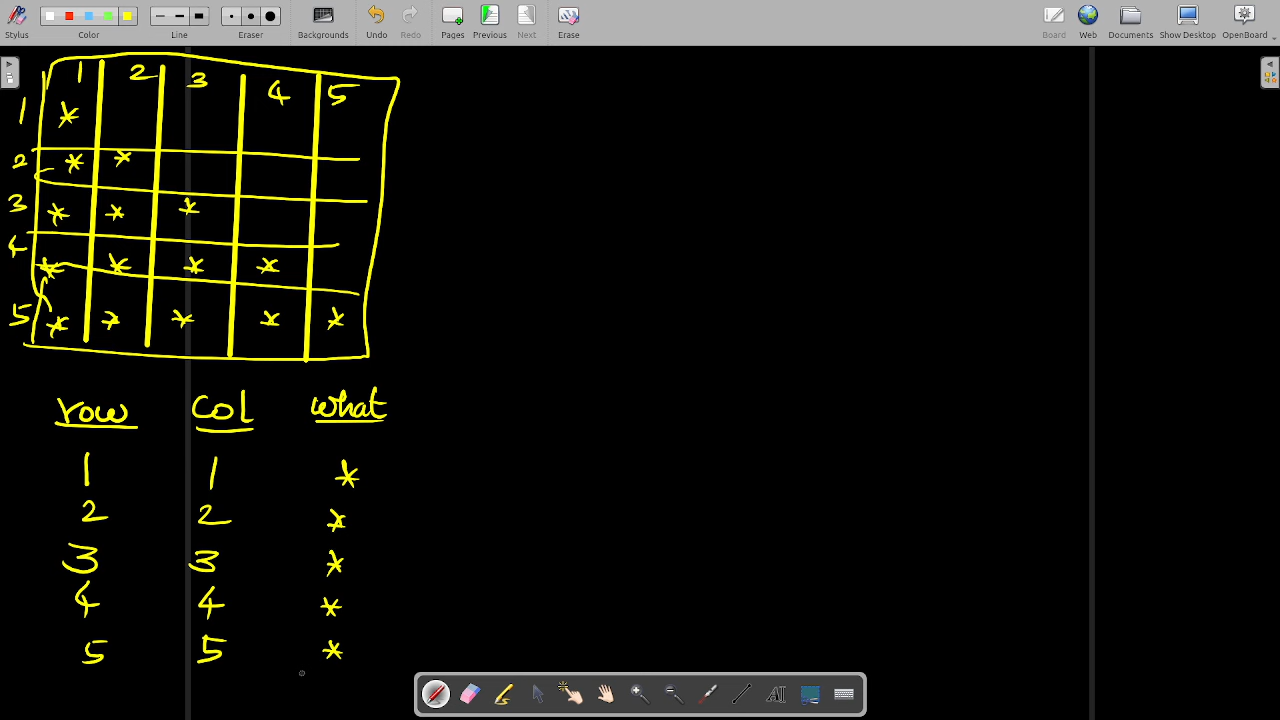 Stylus Color Line Eraser Backgrounds Undo Redo Pages Previous Next Erase Board Web Documents Show Desktop OpenBoard
1 2 3 4 5
1 *
2 * *
3 * * *
4 * * * *
5 * * * * *
row col what
1 1 *
2 2 *
3 3 *
4 4 *
5 5 *
AI